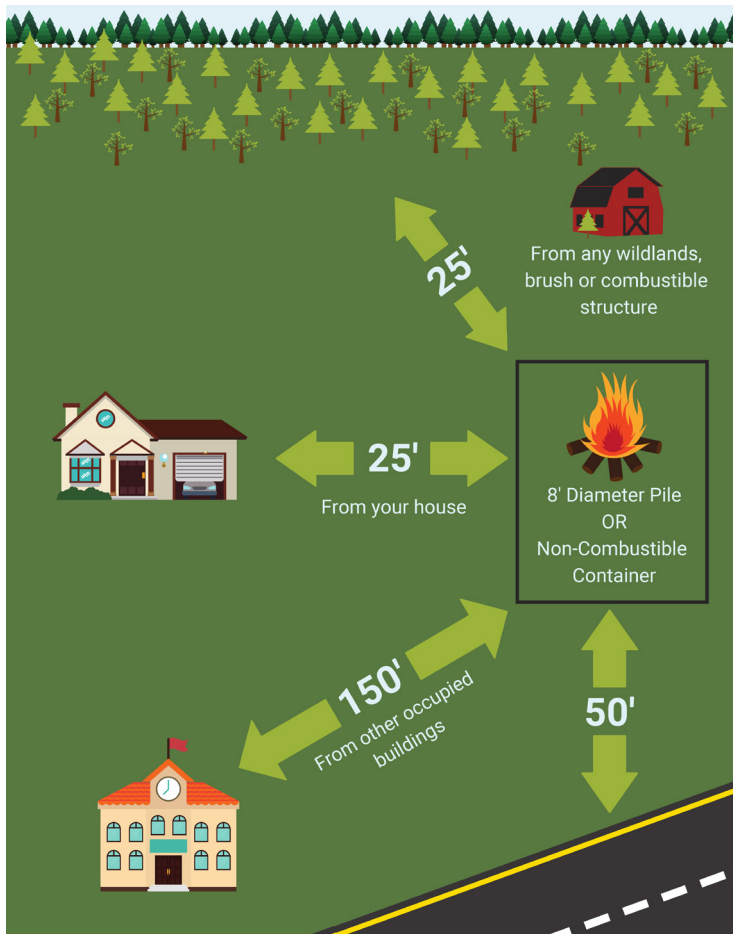 25'
From any wildlands,
brush or combustible
structure
25'
From your house
8' Diameter Pile
OR
Non-Combustible
Container
150'
From other occupied
buildings
50'